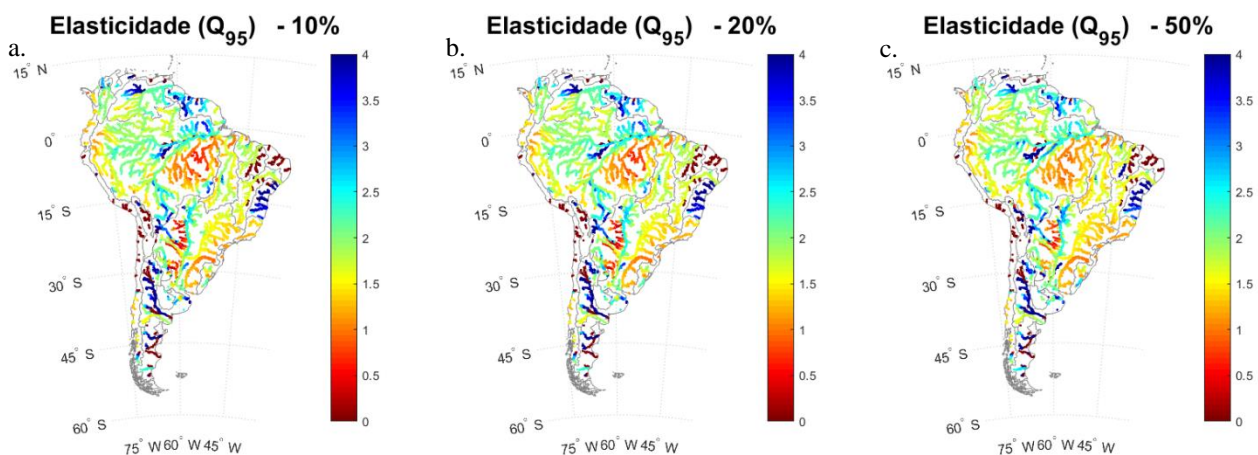 a.
Elasticidade (Q95) - 10%
15° N
0°
15° S
30° S
45° S
60° S
75° W 60° W 45° W
4
3.5
3
2.5
2
1.5
1
0.5
0
b.
Elasticidade (Q95) - 20%
15° N
0°
15° S
30° S
45° S
60° S
75° W 60° W 45° W
4
3.5
3
2.5
2
1.5
1
0.5
0
c.
Elasticidade (Q95) - 50%
15° N
0°
15° S
30° S
45° S
60° S
75° W 60° W 45° W
4
3.5
3
2.5
2
1.5
1
0.5
0